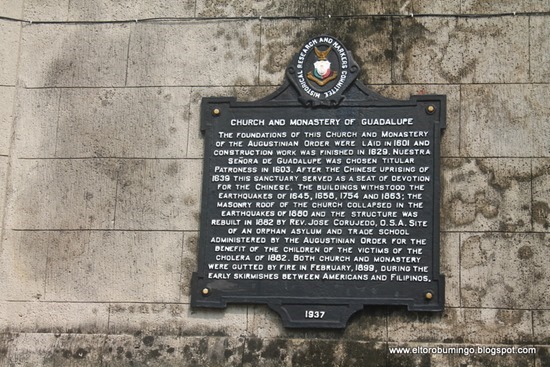 HISTORICAL RESEARCH AND MARKERS COMMITTEE
CHURCH AND MONASTERY OF GUADALUPE
THE FOUNDATIONS OF THIS CHURCH AND MONASTERY
OF THE AUGUSTINIAN ORDER WERE LAID IN 1601 AND
CONSTRUCTION WORK WAS FINISHED IN 1629. NUESTRA
SEÑORA DE GUADALUPE WAS CHOSEN TITULAR
PATRONESS IN 1603. AFTER THE CHINESE UPRISING OF
1639 THIS SANCTUARY SERVED AS A SEAT OF DEVOTION
FOR THE CHINESE. THE BUILDINGS WITHSTOOD THE
EARTHQUAKES OF 1645, 1658, 1754 AND 1863; THE
MASONRY ROOF OF THE CHURCH COLLAPSED IN THE
EARTHQUAKES OF 1880 AND THE STRUCTURE WAS
REBUILT IN 1882 BY REV. JOSE CORUJEDO, O.S.A. SITE
OF AN ORPHAN ASYLUM AND TRADE SCHOOL
ADMINISTERED BY THE AUGUSTINIAN ORDER FOR THE
BENEFIT OF THE CHILDREN OF THE VICTIMS OF THE
CHOLERA OF 1882. BOTH CHURCH AND MONASTERY
WERE GUTTED BY FIRE IN FEBRUARY, 1899, DURING THE
EARLY SKIRMISHES BETWEEN AMERICANS AND FILIPINOS.
1937
www.eltorobumingo.blogspot.com